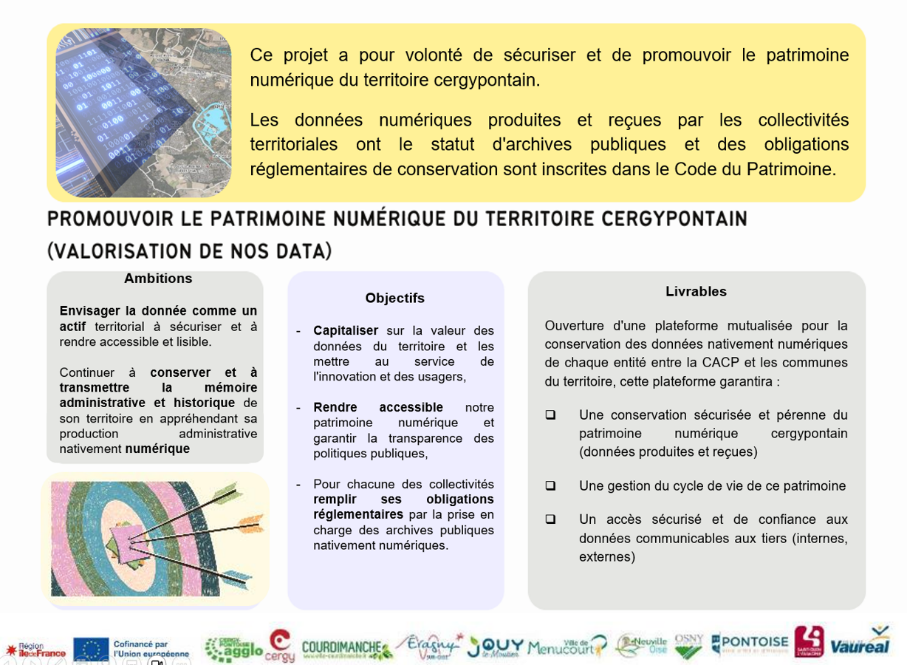 Ce projet a pour volonté de sécuriser et de promouvoir le patrimoine
numérique du territoire cergypontain.
Les données numériques produites et reçues par les collectivités
territoriales ont le statut d'archives publiques et des obligations
réglementaires de conservation sont inscrites dans le Code du Patrimoine.
PROMOUVOIR LE PATRIMOINE NUMÉRIQUE DU TERRITOIRE CERGYPONTAIN
(VALORISATION DE NOS DATA)
Ambitions
Envisager la donnée comme un
actif territorial à sécuriser et à
rendre accessible et lisible.
Continuer à conserver et à
transmettre la mémoire
administrative et historique de
son territoire en appréhendant sa
production administrative
nativement numérique
Objectifs
- Capitaliser sur la valeur des
données du territoire et les
mettre au service de
l'innovation et des usagers,
- Rendre accessible notre
patrimoine numérique et
garantir la transparence des
politiques publiques,
- Pour chacune des collectivités
remplir ses obligations
réglementaires par la prise en
charge des archives publiques
nativement numériques.
Livrables
Ouverture d'une plateforme mutualisée pour la
conservation des données nativement numériques
de chaque entité entre la CACP et les communes
du territoire, cette plateforme garantira :
❑ Une conservation sécurisée et pérenne du
patrimoine numérique cergypontain
(données produites et reçues)
❑ Une gestion du cycle de vie de ce patrimoine
❑ Un accès sécurisé et de confiance aux
données communicables aux tiers (internes,
externes)
Région
îledeFrance
Cofinancé par
l'Union européenne
CERGY
PONTOISE
agglo
cergy
COURDIMANCHE
Eragny
JOUY
le Moutier
Ville de
Menucourt
Neuville
Oise
OSNY
PONTOISE
Vauréal